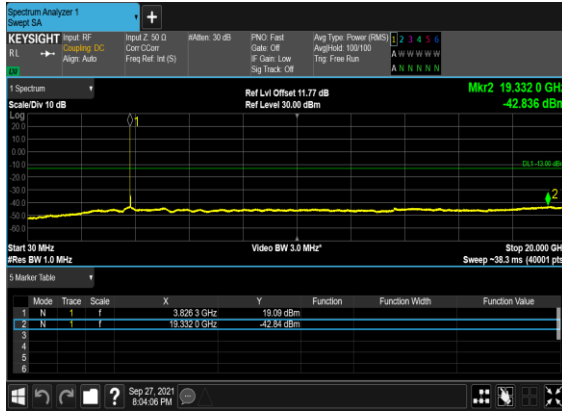 Spectrum Analyzer 1
Swept SA
+
KEYSIGHT Input: RF Input Z: 50 Ω #Atten: 30 dB PNO: Fast Avg Type: Power (RMS) 1 2 3 4 5 6
RL Coupling: DC Corr CCorr Gate: Off Avg|Hold: 100/100 A W W W W W
Align: Auto Freq Ref: Int (S) IF Gain: Low Trig: Free Run
LU Sig Track: Off A N N N N N
1 Spectrum Ref Lvl Offset 11.77 dB Mkr2 19.332 0 GHz
Scale/Div 10 dB Ref Level 30.00 dBm -42.836 dBm
Log
1
20.0
10.0
0.00
-10.0 DL1 -13.00 dBm
-20.0
-30.0
-40.0 2
-50.0
-60.0
Start 30 MHz Video BW 3.0 MHz* Stop 20.000 GHz
#Res BW 1.0 MHz Sweep ~38.3 ms (40001 pts)
5 Marker Table
Mode Trace Scale X Y Function Function Width Function Value
1 N 1 f 3.826 3 GHz 19.09 dBm
2 N 1 f 19.332 0 GHz -42.84 dBm
3
4
5
6
? Sep 27, 2021
8:04:06 PM